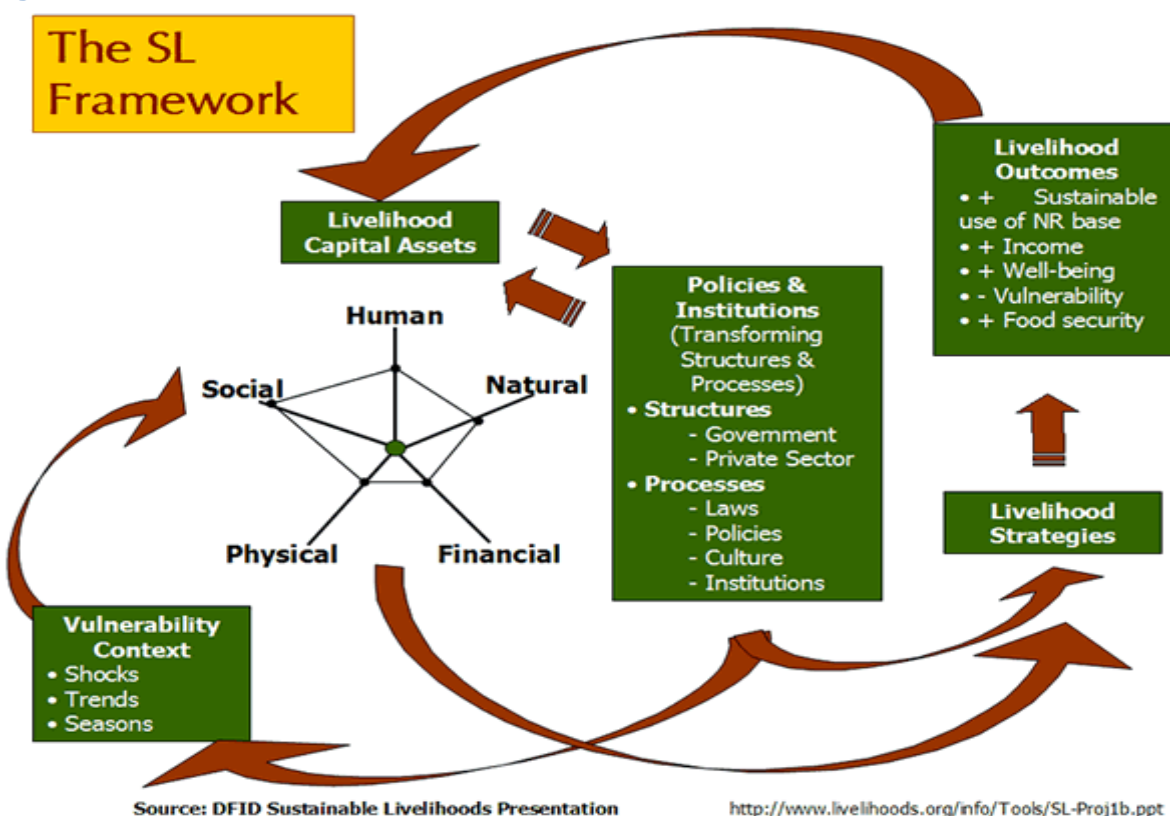 The SL
Framework
Livelihood
Outcomes
• + Sustainable
use of NR base
• + Income
• + Well-being
• - Vulnerability
• + Food security
Livelihood
Capital Assets
Policies &
Institutions
(Transforming
Structures &
Processes)
• Structures
- Government
- Private Sector
• Processes
- Laws
- Policies
- Culture
- Institutions
Human
Social
Natural
Physical
Financial
Livelihood
Strategies
Vulnerability
Context
• Shocks
• Trends
• Seasons
Source: DFID Sustainable Livelihoods Presentation
http://www.livelihoods.org/info/Tools/SL-Proj1b.ppt